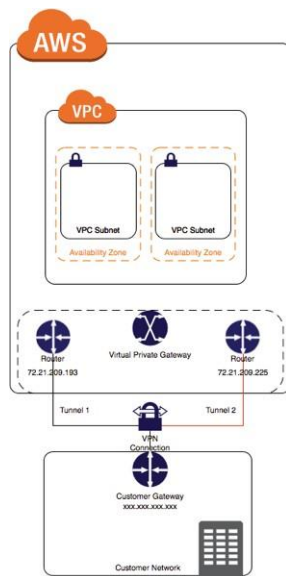 AWS
VPC
VPC Subnet
VPC Subnet
Availability Zone
Availability Zone
Router
72.21.209.193
Virtual Private Gateway
Router
72.21.209.225
Tunnel 1
Tunnel 2
VPN
Connection
Customer Gateway
xxx.xxx.xxx.xxx
Customer Network